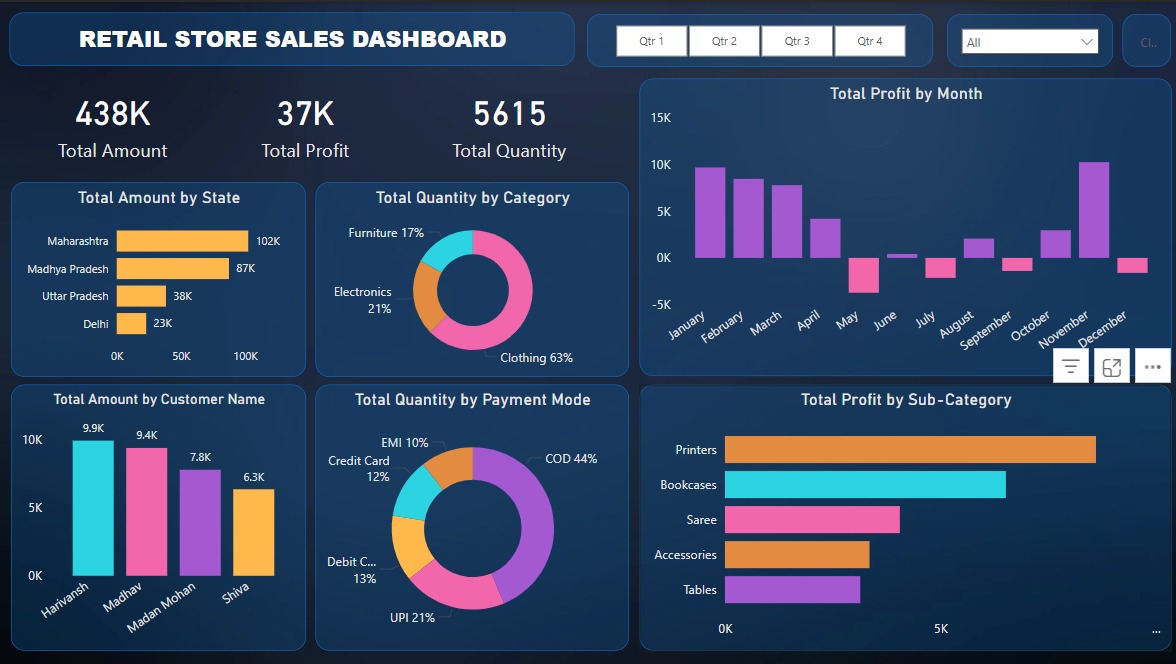 RETAIL STORE SALES DASHBOARD
Qtr 1
Qtr 2
Qtr 3
Qtr 4
All
Cl..
438K
Total Amount
37K
Total Profit
5615
Total Quantity
Total Profit by Month
15K
10K
5K
0K
-5K
January
February
March
April
May
June
July
August
September
October
November
December
Total Amount by State
Maharashtra
102K
Madhya Pradesh
87K
Uttar Pradesh
38K
Delhi
23K
0K
50K
100K
Total Quantity by Category
Furniture 17%
Electronics
21%
Clothing 63%
Total Amount by Customer Name
10K
5K
0K
9.9K
9.4K
7.8K
6.3K
Harivansh
Madhav
Madan Mohan
Shiva
Total Quantity by Payment Mode
EMI 10%
COD 44%
Credit Card
12%
Debit C...
13%
UPI 21%
Total Profit by Sub-Category
Printers
Bookcases
Saree
Accessories
Tables
0K
5K
...